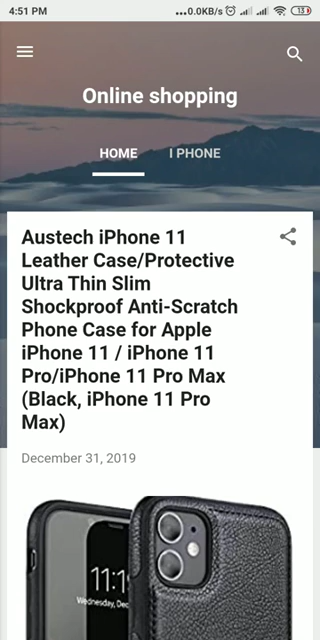 4:51 PM ...0.0KB/s 13
Online shopping
HOME I PHONE
Austech iPhone 11
Leather Case/Protective
Ultra Thin Slim
Shockproof Anti-Scratch
Phone Case for Apple
iPhone 11 / iPhone 11
Pro/iPhone 11 Pro Max
(Black, iPhone 11 Pro
Max)
December 31, 2019
11:1
Wednesday, Dec